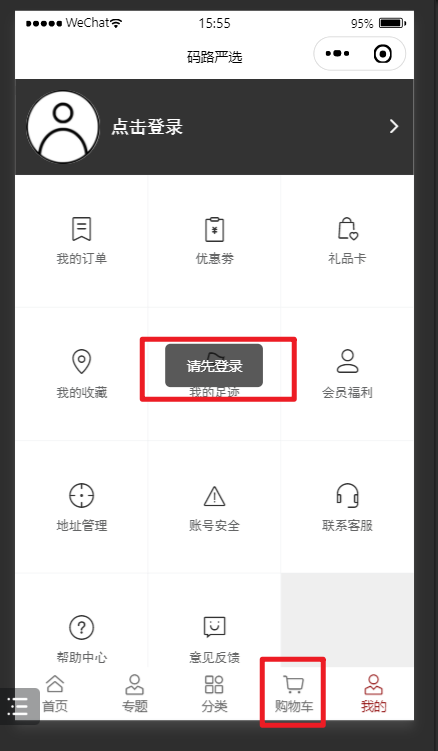 WeChat 15:55 95%
码路严选
点击登录
我的订单 优惠劵 礼品卡
请先登录
我的收藏 我的足迹 会员福利
地址管理 账号安全 联系客服
帮助中心 意见反馈
首页 专题 分类 购物车 我的